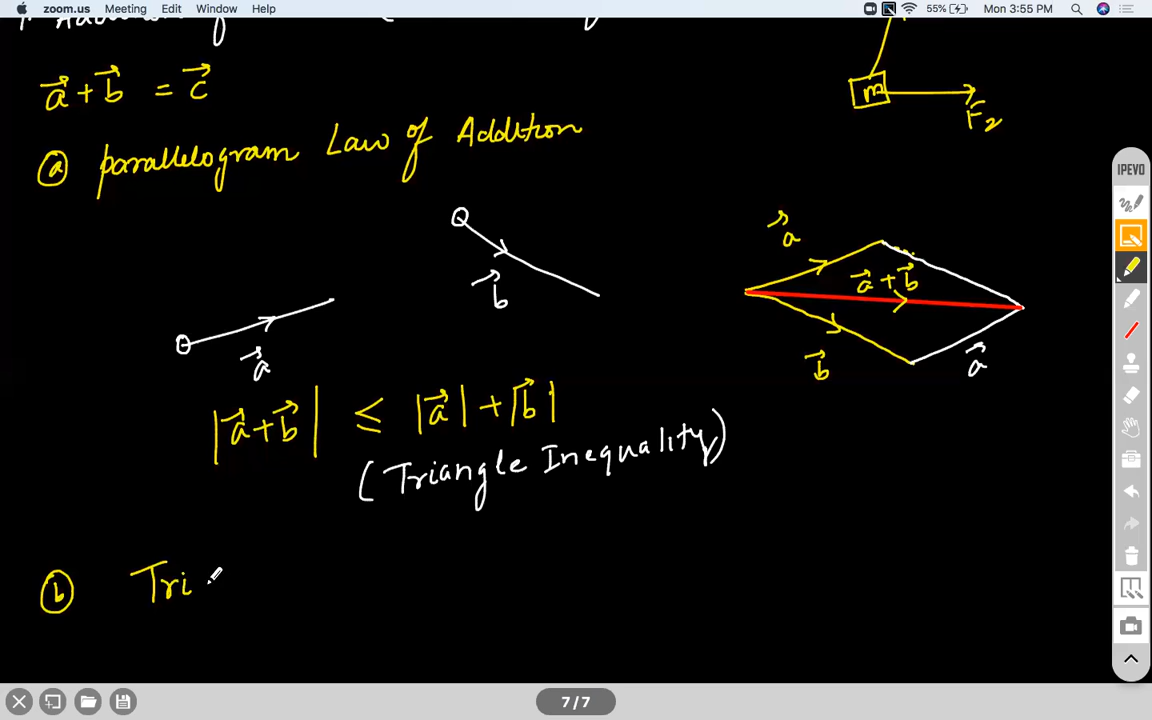 zoom.us Meeting Edit Window Help 55% Mon 3:55 PM
a⃗ + b⃗ = c⃗
m
F₂
ⓐ parallelogram Law of Addition
IPEVO
a⃗
b⃗
a⃗
a⃗ + b⃗
b⃗
a⃗
|a⃗ + b⃗| ≤ |a⃗| + |b⃗|
(Triangle Inequality)
ⓑ Tri
7/7